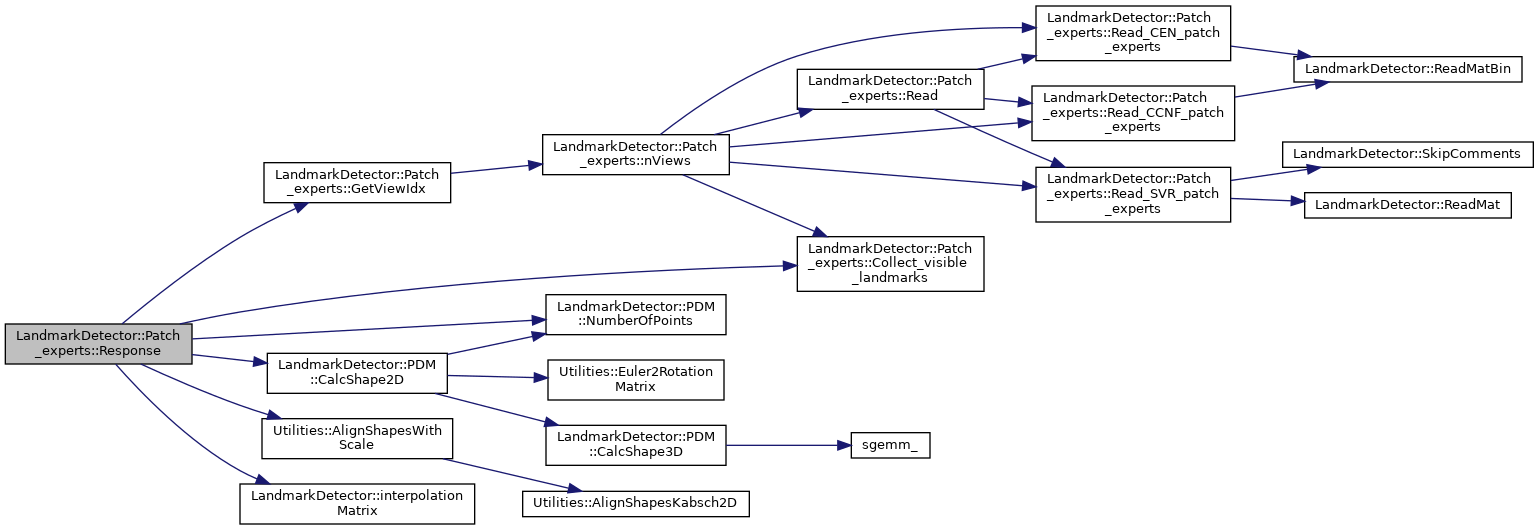 LandmarkDetector::Patch
_experts::Response
LandmarkDetector::Patch
_experts::GetViewIdx
LandmarkDetector::Patch
_experts::nViews
LandmarkDetector::Patch
_experts::Read
LandmarkDetector::Patch
_experts::Read_CEN_patch
_experts
LandmarkDetector::ReadMatBin
LandmarkDetector::Patch
_experts::Read_CCNF_patch
_experts
LandmarkDetector::Patch
_experts::Read_SVR_patch
_experts
LandmarkDetector::SkipComments
LandmarkDetector::ReadMat
LandmarkDetector::Patch
_experts::Collect_visible
_landmarks
LandmarkDetector::PDM
::NumberOfPoints
LandmarkDetector::PDM
::CalcShape2D
Utilities::Euler2Rotation
Matrix
LandmarkDetector::PDM
::CalcShape3D
sgemm_
Utilities::AlignShapesWith
Scale
Utilities::AlignShapesKabsch2D
LandmarkDetector::interpolation
Matrix